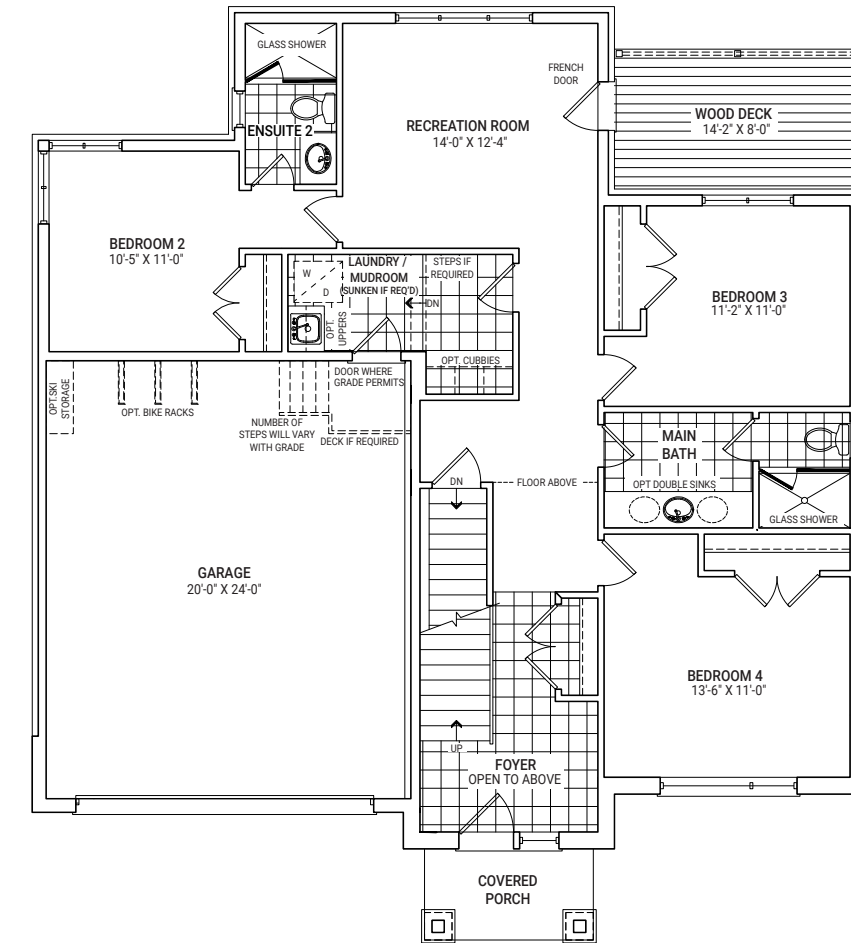 GLASS SHOWER
ENSUITE 2
RECREATION ROOM
14'-0" X 12'-4"
FRENCH
DOOR
WOOD DECK
14'-2" X 8'-0"
BEDROOM 2
10'-5" X 11'-0"
W
D
LAUNDRY /
MUDROOM
(SUNKEN IF REQ'D)
STEPS IF
REQUIRED
DN
OPT.
UPPERS
OPT. CUBBIES
BEDROOM 3
11'-2" X 11'-0"
OPT.SKI
STORAGE
OPT. BIKE RACKS
DOOR WHERE
GRADE PERMITS
NUMBER OF
STEPS WILL VARY
WITH GRADE
DECK IF REQUIRED
MAIN
BATH
OPT DOUBLE SINKS
GLASS SHOWER
DN
FLOOR ABOVE
GARAGE
20'-0" X 24'-0"
BEDROOM 4
13'-6" X 11'-0"
UP
FOYER
OPEN TO ABOVE
COVERED
PORCH